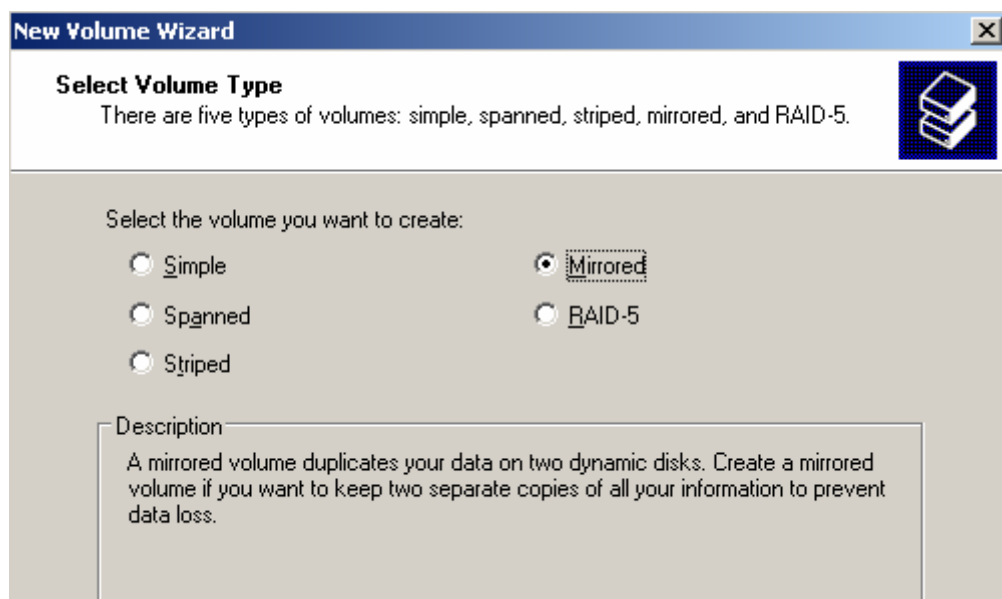 New Volume Wizard
Select Volume Type
There are five types of volumes: simple, spanned, striped, mirrored, and RAID-5.
Select the volume you want to create:
Simple
Mirrored
Spanned
RAID-5
Striped
Description
A mirrored volume duplicates your data on two dynamic disks. Create a mirrored
volume if you want to keep two separate copies of all your information to prevent
data loss.